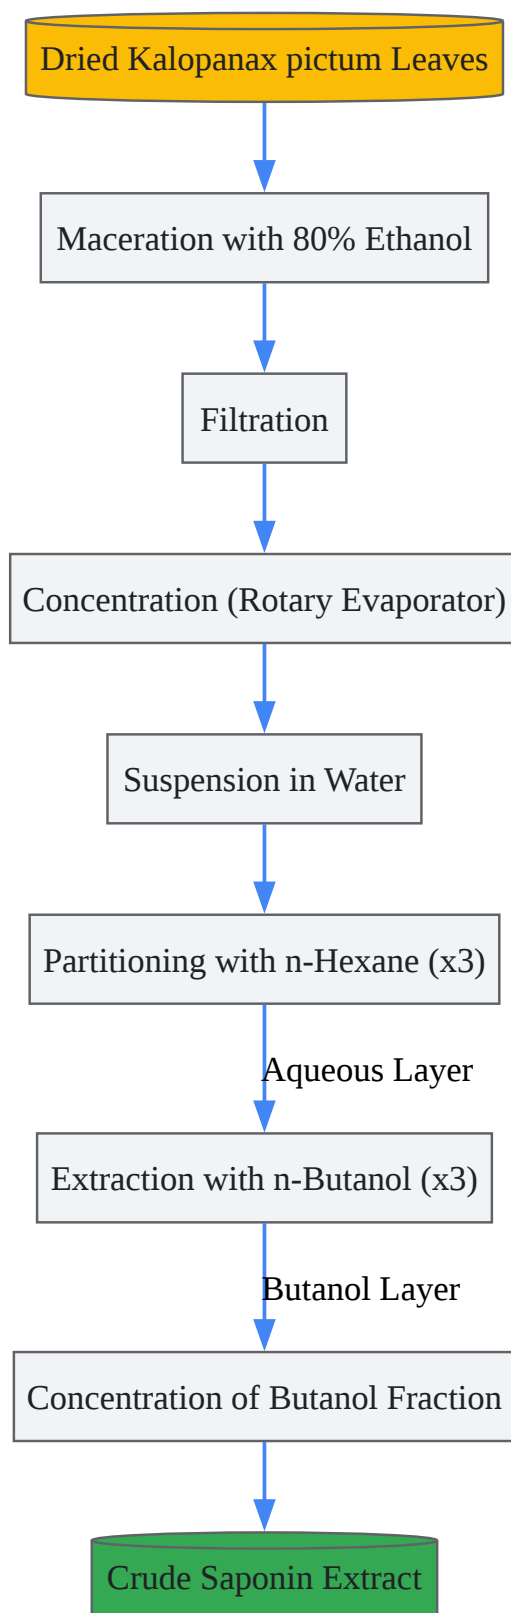 Dried Kalopanax pictum Leaves
Maceration with 80% Ethanol
Filtration
Concentration (Rotary Evaporator)
Suspension in Water
Partitioning with n-Hexane (x3)
Aqueous Layer
Extraction with n-Butanol (x3)
Butanol Layer
Concentration of Butanol Fraction
Crude Saponin Extract